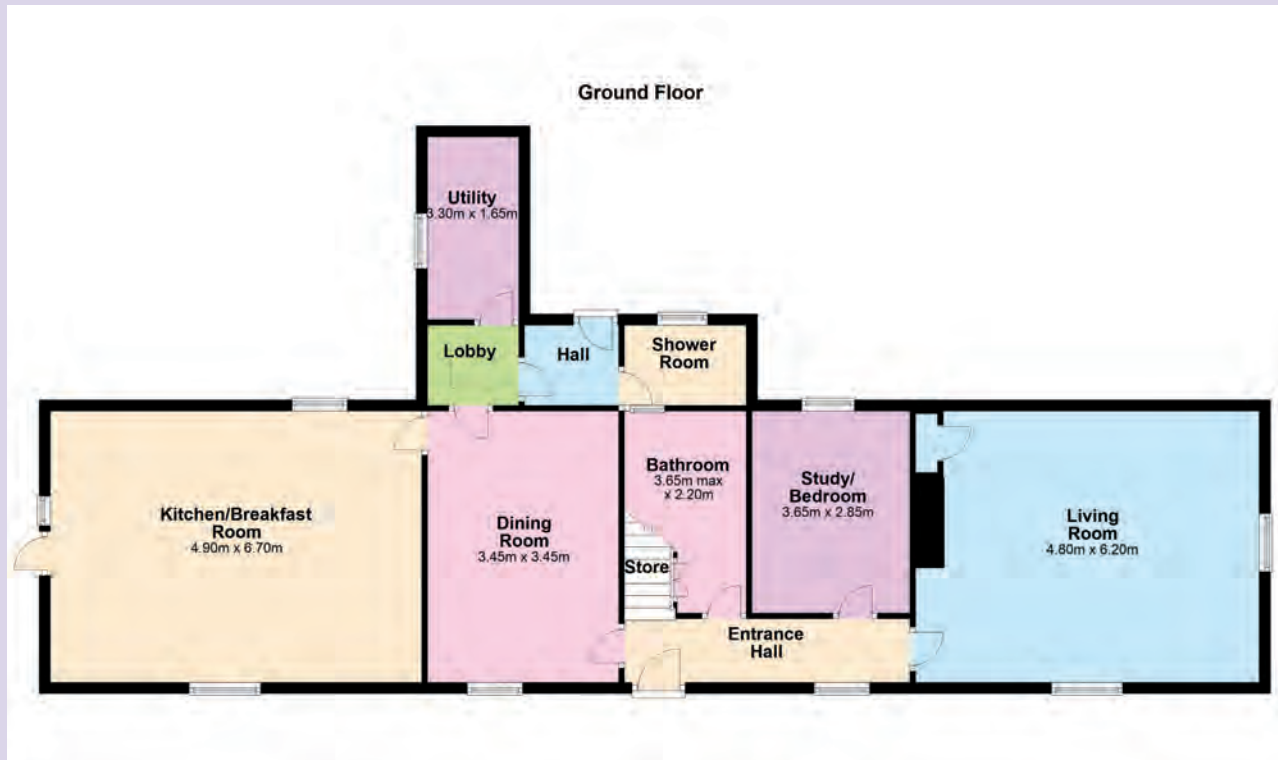 Ground Floor
Utility
3.30m x 1.65m
Lobby
Hall
Shower
Room
Kitchen/Breakfast
Room
4.90m x 6.70m
Dining
Room
3.45m x 3.45m
Bathroom
3.65m max
x 2.20m
Store
Study/
Bedroom
3.65m x 2.85m
Living
Room
4.80m x 6.20m
Entrance
Hall